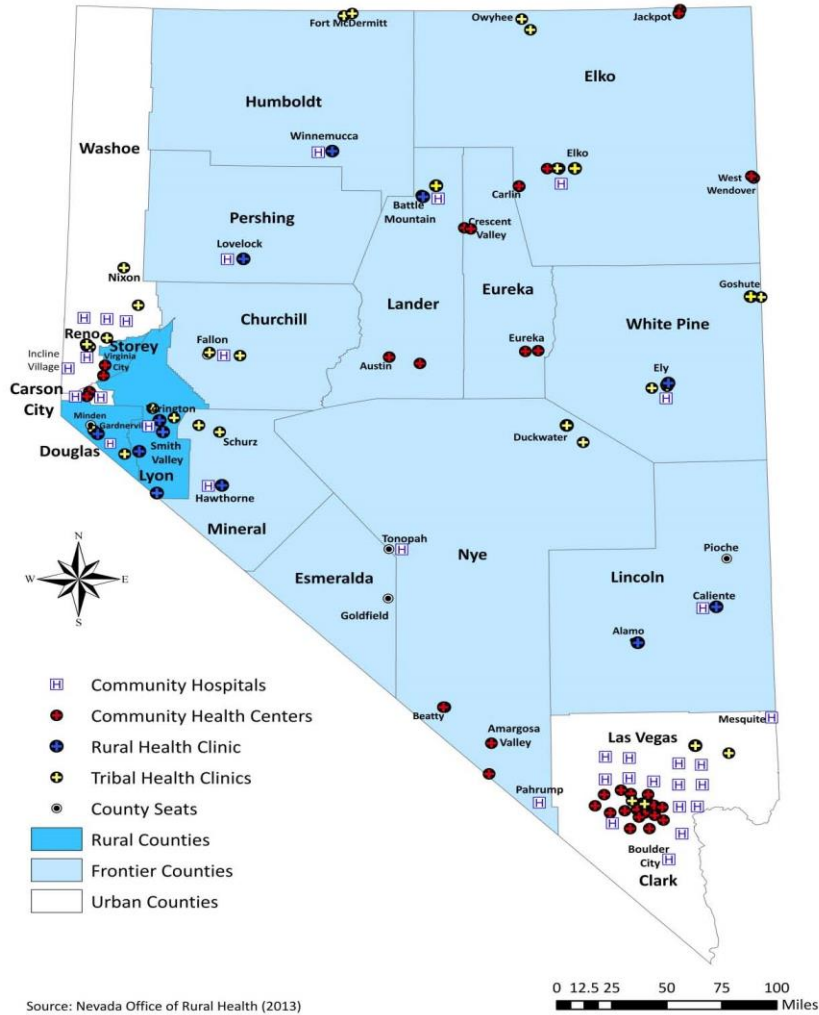 Fort McDermitt
Owyhee
Jackpot
Elko
Humboldt
Washoe
Winnemucca
Elko
West
Wendover
Carlin
Battle
Mountain
Pershing
Crescent
Valley
Lovelock
Nixon
Goshute
Churchill
Lander
Eureka
White Pine
Reno
Storey
Fallon
Eureka
Incline
Village
Virginia
City
Austin
Ely
Carson
City
Minden
Gardnervil
Schurz
Duckwater
Douglas
Smith
Valley
Lyon
Hawthorne
Mineral
Tonopah
Nye
Pioche
Esmeralda
Lincoln
Goldfield
Caliente
Alamo
N
W
E
S
H Community Hospitals
Community Health Centers
Rural Health Clinic
Tribal Health Clinics
County Seats
Rural Counties
Frontier Counties
Urban Counties
Beatty
Amargosa
Valley
Pahrump
Mesquite
Las Vegas
Boulder
City
Clark
Source: Nevada Office of Rural Health (2013)
0 12.5 25 50 75 100
Miles